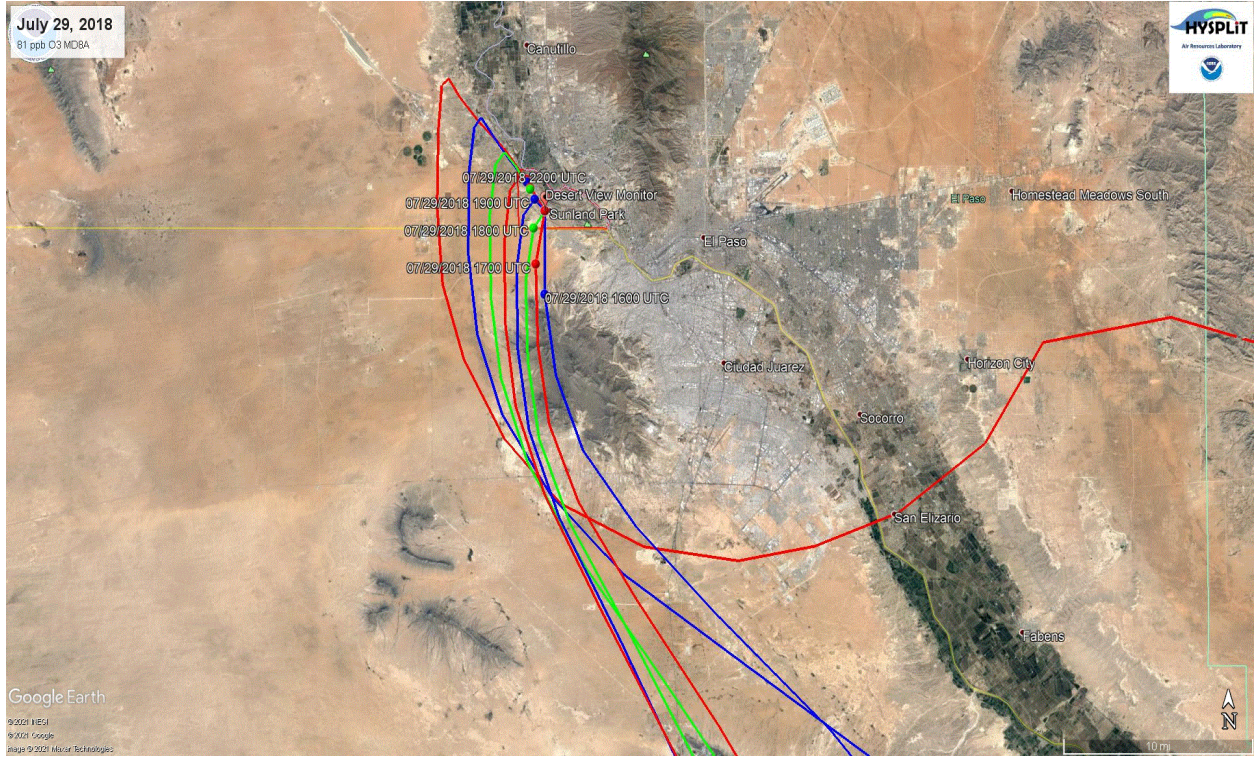 July 29, 2018
81 ppb O3 MD8A
HYSPLIT
Air Resources Laboratory
Canutillo
07/29/2018 2200 UTC
Desert View Monitor
07/29/2018 1900 UTC
Sunland Park
07/29/2018 1800 UTC
El Paso
Homestead Meadows South
El Paso
07/29/2018 1700 UTC
07/29/2018 1600 UTC
Ciudad Juarez
Horizon City
Socorro
San Elizario
Fabens
Google Earth
©2021 INEGI
©2021 Google
Image © 2021 Maxar Technologies
N
10 mi